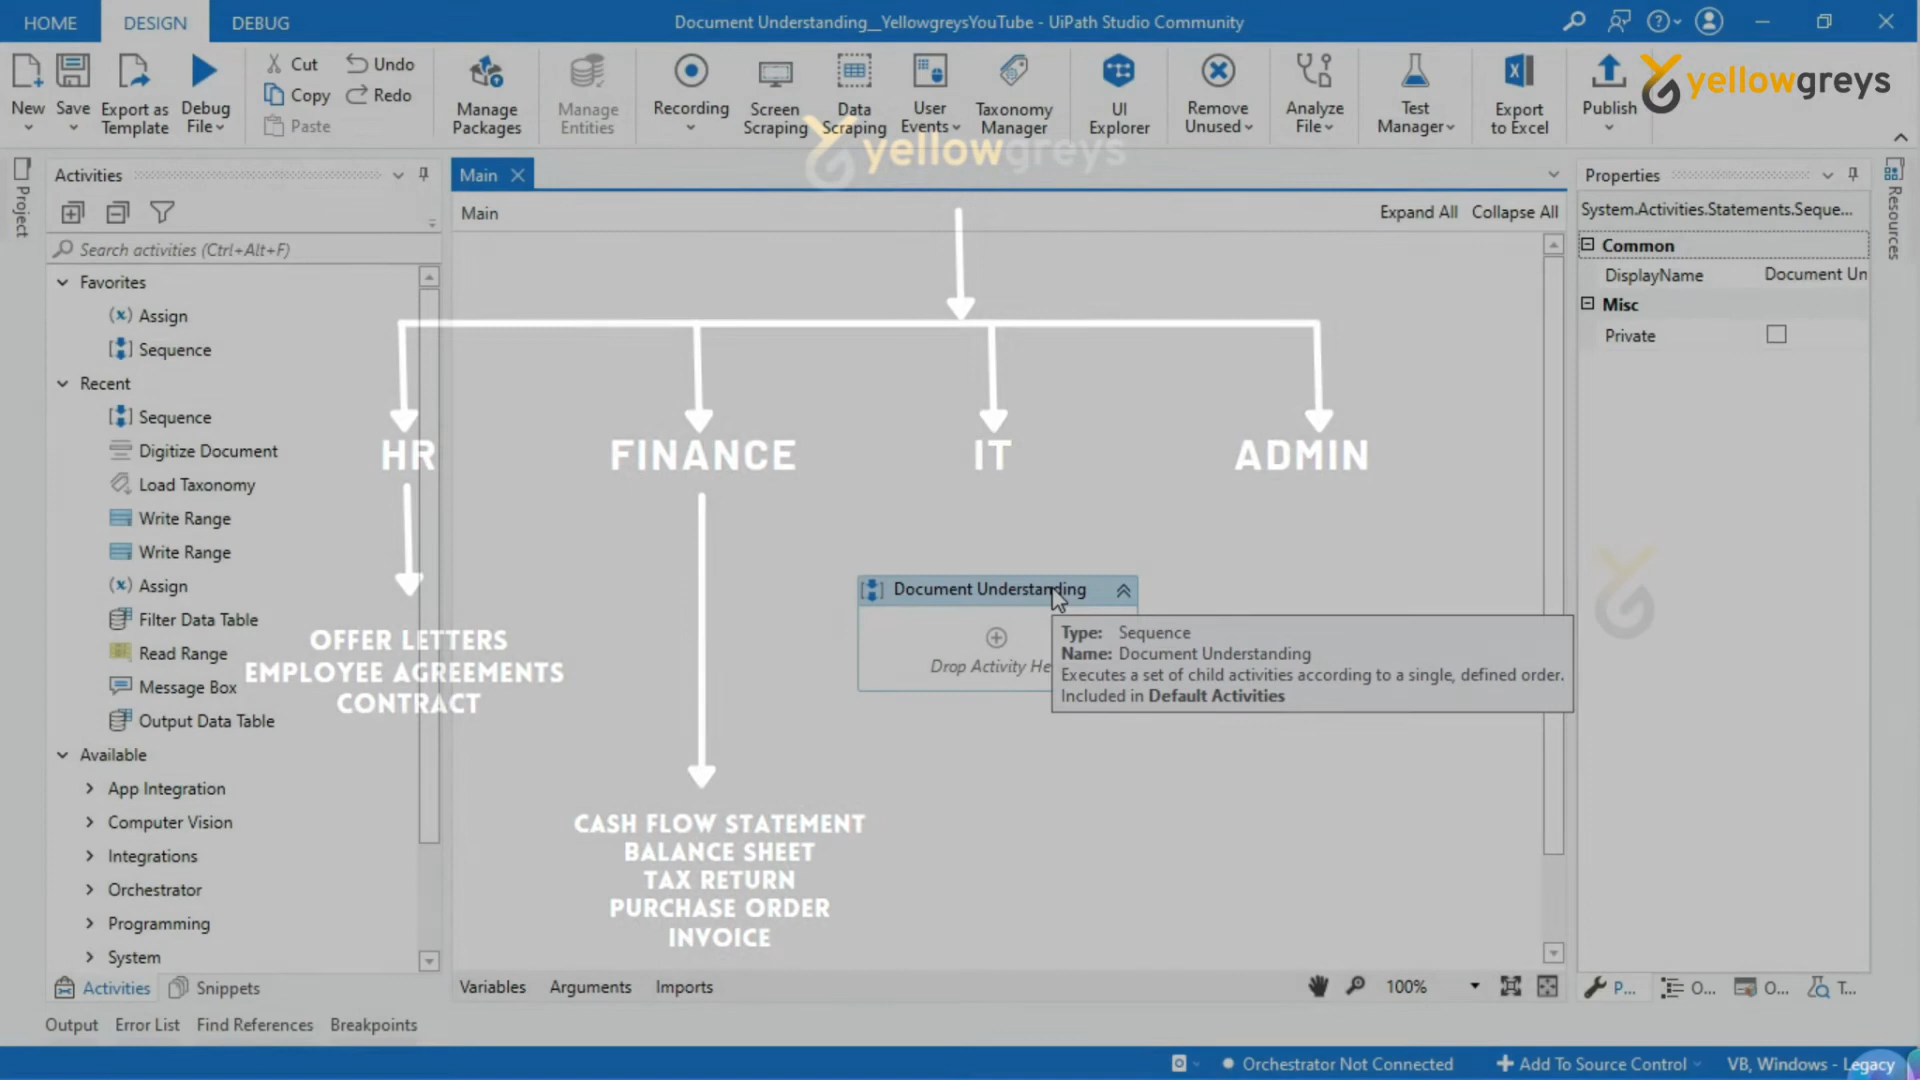 HOME DESIGN DEBUG
Document Understanding__YellowgreysYouTube - UiPath Studio Community
New
Save
Export as
Template
Debug
File
Cut
Copy
Paste
Undo
Redo
Manage
Packages
Manage
Entities
Recording
Screen
Scraping
Data
Scraping
User
Events
Taxonomy
Manager
UI
Explorer
Remove
Unused
Analyze
File
Test
Manager
Export
to Excel
Publish
yellowgreys
yellowgreys
Project
Activities
Search activities (Ctrl+Alt+F)
Favorites
Assign
Sequence
Recent
Sequence
Digitize Document
Load Taxonomy
Write Range
Write Range
Assign
Filter Data Table
Read Range
Message Box
Output Data Table
Available
App Integration
Computer Vision
Integrations
Orchestrator
Programming
System
Activities Snippets
Main
Main
Expand All Collapse All
HR
FINANCE
IT
ADMIN
OFFER LETTERS
EMPLOYEE AGREEMENTS
CONTRACT
CASH FLOW STATEMENT
BALANCE SHEET
TAX RETURN
PURCHASE ORDER
INVOICE
Document Understanding
Drop Activity He
Type: Sequence
Name: Document Understanding
Executes a set of child activities according to a single, defined order.
Included in Default Activities
Variables Arguments Imports
100%
Properties
System.Activities.Statements.Seque...
Common
DisplayName Document Un
Misc
Private
Resources
P... O... O... T...
Output Error List Find References Breakpoints
Orchestrator Not Connected
Add To Source Control
VB, Windows - Legacy